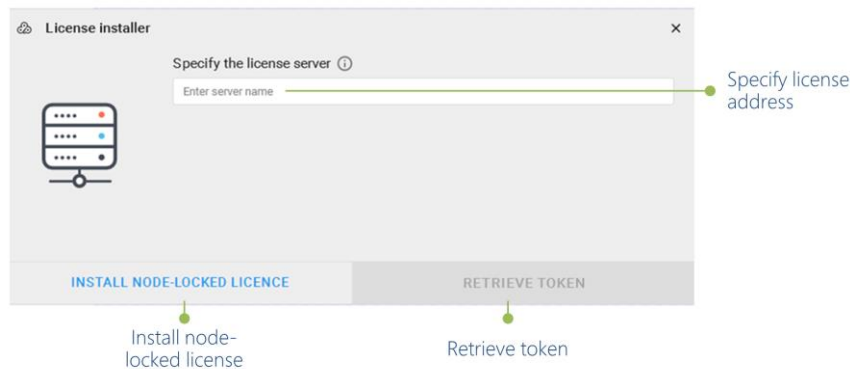 License installer
Specify the license server
Enter server name
Specify license
address
INSTALL NODE-LOCKED LICENCE
RETRIEVE TOKEN
Install node-
locked license
Retrieve token